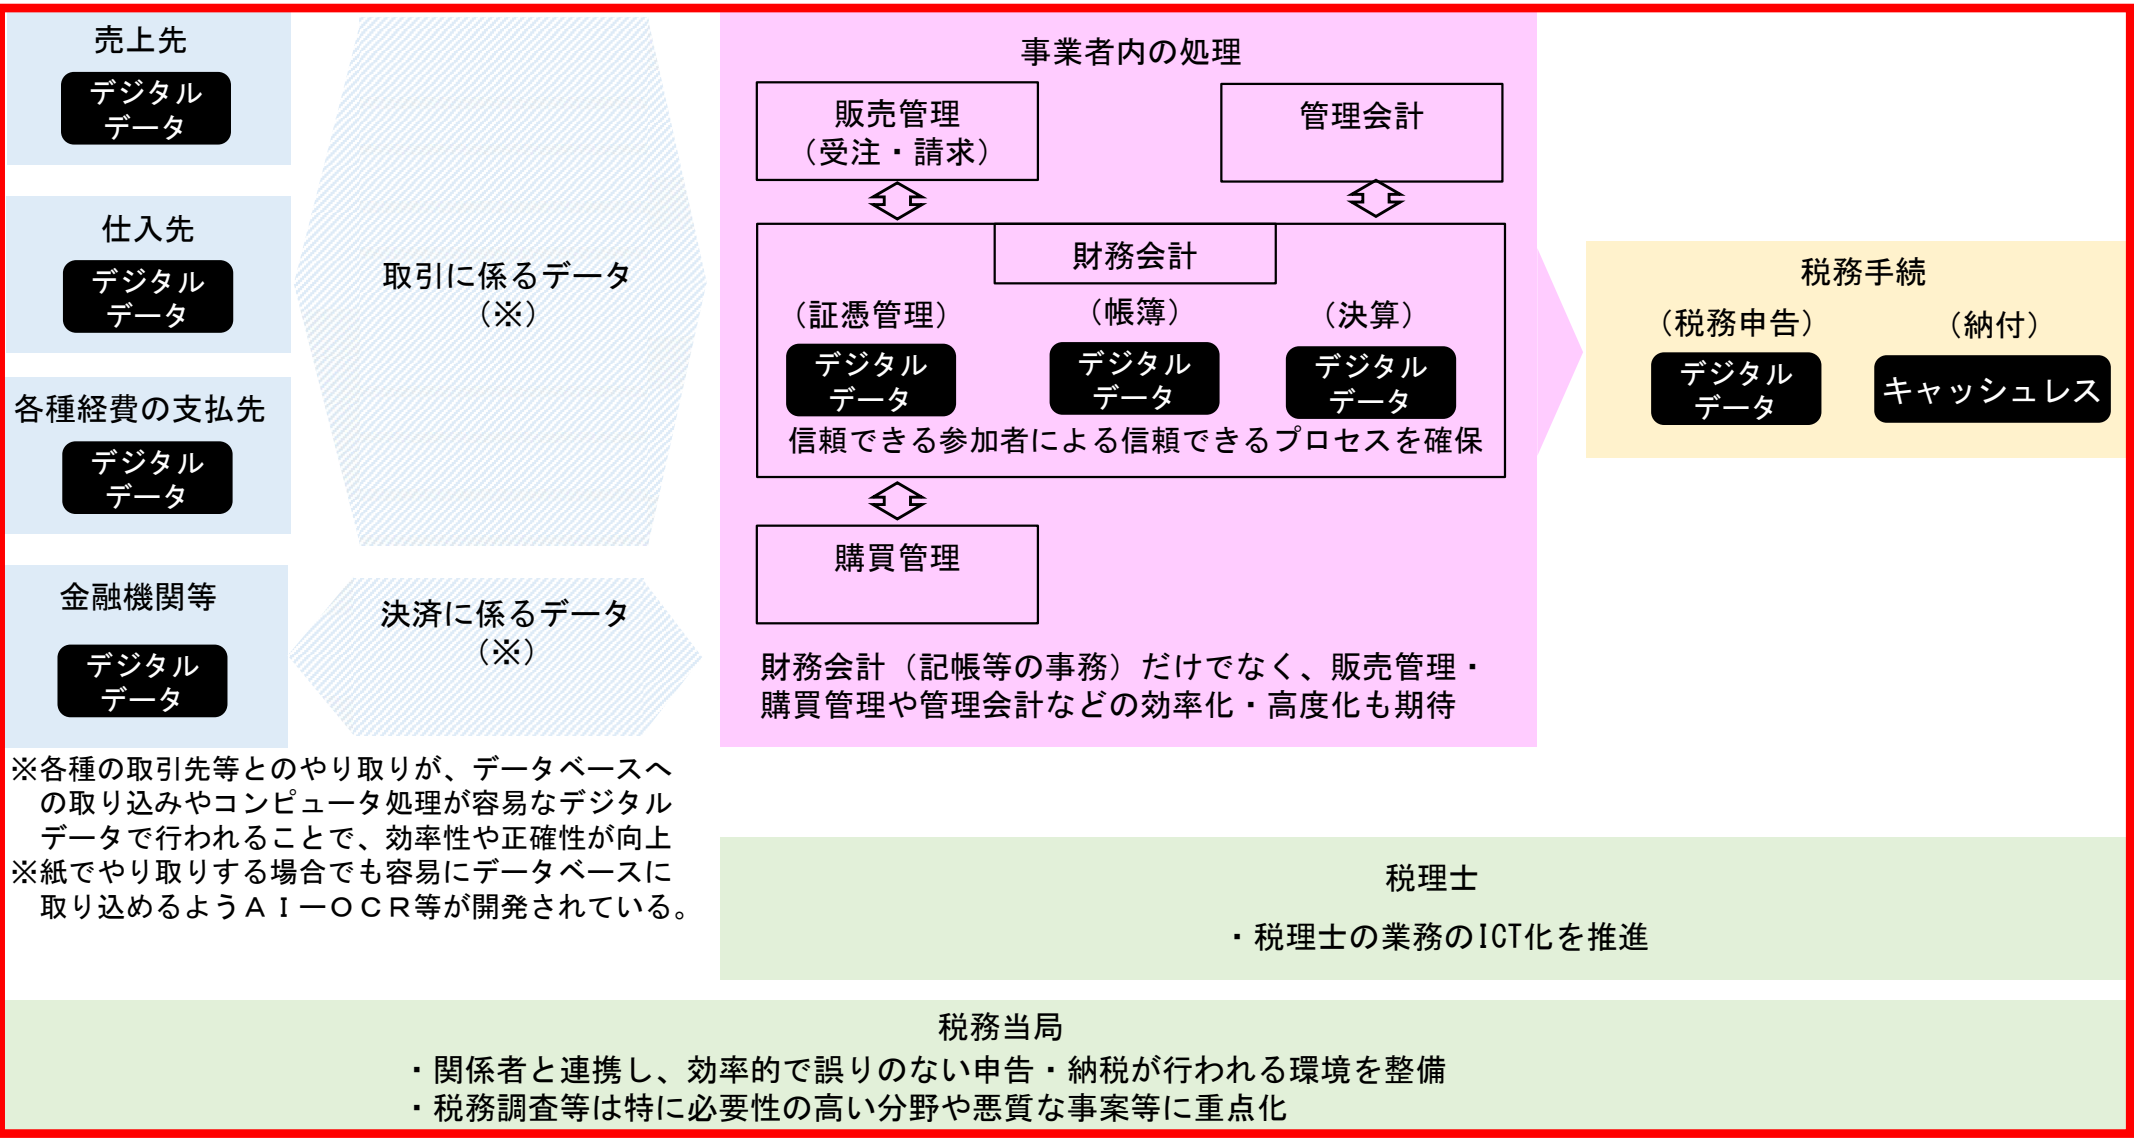 売上先
デジタル
データ
仕入先
デジタル
データ
各種経費の支払先
デジタル
データ
金融機関等
デジタル
データ
取引に係るデータ
（※）
決済に係るデータ
（※）
※各種の取引先等とのやり取りが、データベースへ
の取り込みやコンピュータ処理が容易なデジタル
データで行われることで、効率性や正確性が向上
※紙でやり取りする場合でも容易にデータベースに
取り込めるようＡＩ－ＯＣＲ等が開発されている。
事業者内の処理
販売管理
（受注・請求）
管理会計
財務会計
（証憑管理）
デジタル
データ
（帳簿）
デジタル
データ
（決算）
デジタル
データ
信頼できる参加者による信頼できるプロセスを確保
購買管理
財務会計（記帳等の事務）だけでなく、販売管理・
購買管理や管理会計などの効率化・高度化も期待
税務手続
（税務申告）
デジタル
データ
（納付）
キャッシュレス
税理士
・税理士の業務のICT化を推進
税務当局
・関係者と連携し、効率的で誤りのない申告・納税が行われる環境を整備
・税務調査等は特に必要性の高い分野や悪質な事案等に重点化